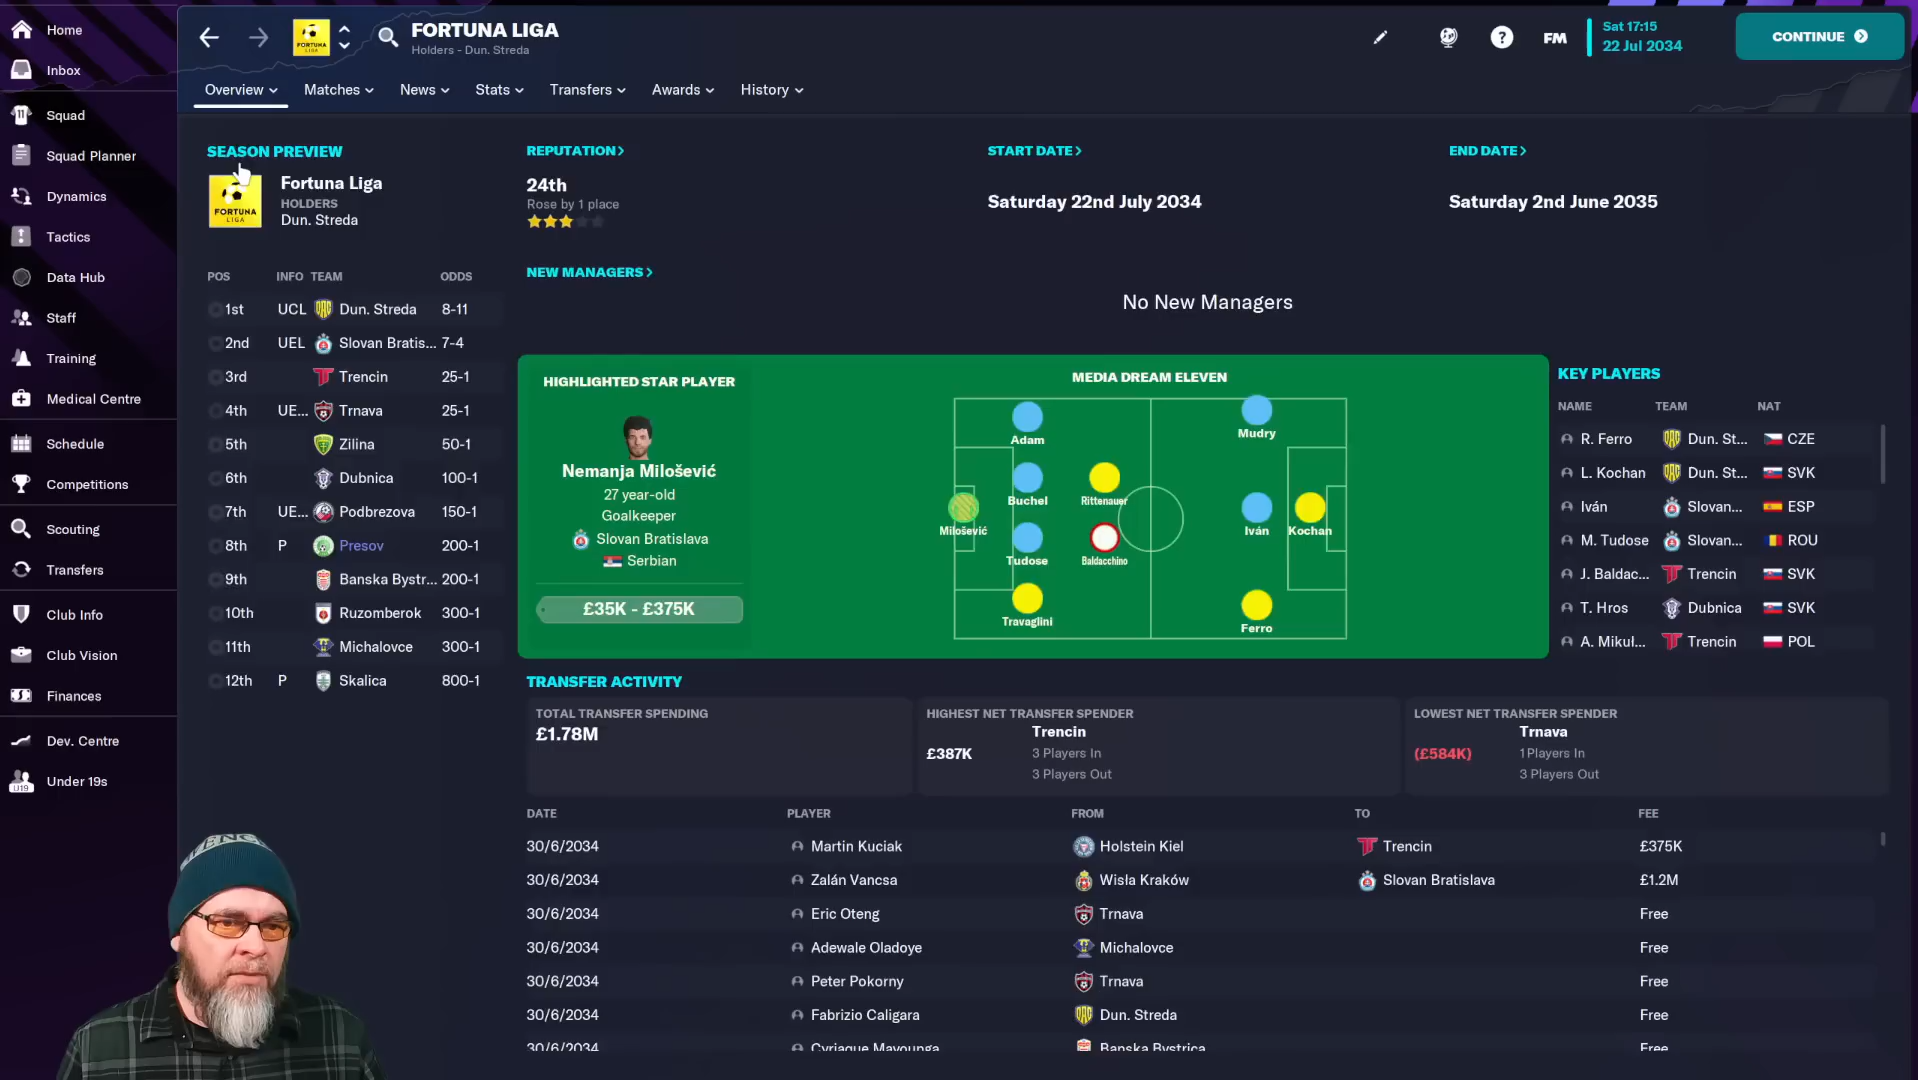 Home
Inbox
Squad
Squad Planner
Dynamics
Tactics
Data Hub
Staff
Training
Medical Centre
Schedule
Competitions
Scouting
Transfers
Club Info
Club Vision
Finances
Dev. Centre
U19 Under 19s
FORTUNA LIGA
Holders - Dun. Streda
? FM
Sat 17:15
22 Jul 2034
CONTINUE
Overview Matches News Stats Transfers Awards History
SEASON PREVIEW
FORTUNA
LIGA
Fortuna Liga
HOLDERS
Dun. Streda
REPUTATION
24th
Rose by 1 place
START DATE
Saturday 22nd July 2034
END DATE
Saturday 2nd June 2035
NEW MANAGERS
No New Managers
POS INFO TEAM ODDS
1st UCL Dun. Streda 8-11
2nd UEL Slovan Bratis... 7-4
3rd Trencin 25-1
4th UE... Trnava 25-1
5th Zilina 50-1
6th Dubnica 100-1
7th UE... Podbrezova 150-1
8th P Presov 200-1
9th Banska Bystr... 200-1
10th Ruzomberok 300-1
11th Michalovce 300-1
12th P Skalica 800-1
HIGHLIGHTED STAR PLAYER
Nemanja Milošević
27 year-old
Goalkeeper
Slovan Bratislava
Serbian
£35K - £375K
MEDIA DREAM ELEVEN
Adam
Mudry
Buchel
Rittenauer
Milošević
Iván
Kochan
Tudose
Baldacchino
Travaglini
Ferro
KEY PLAYERS
NAME TEAM NAT
R. Ferro Dun. St... CZE
L. Kochan Dun. St... SVK
Iván Slovan... ESP
M. Tudose Slovan... ROU
J. Baldac... Trencin SVK
T. Hros Dubnica SVK
A. Mikuł... Trencin POL
TRANSFER ACTIVITY
TOTAL TRANSFER SPENDING
£1.78M
HIGHEST NET TRANSFER SPENDER
Trencin
£387K
3 Players In
3 Players Out
LOWEST NET TRANSFER SPENDER
Trnava
(£584K)
1 Players In
3 Players Out
DATE PLAYER FROM TO FEE
30/6/2034 Martin Kuciak Holstein Kiel Trencin £375K
30/6/2034 Zalán Vancsa Wisla Kraków Slovan Bratislava £1.2M
30/6/2034 Eric Oteng Trnava Free
30/6/2034 Adewale Oladoye Michalovce Free
30/6/2034 Peter Pokorny Trnava Free
30/6/2034 Fabrizio Caligara Dun. Streda Free
30/6/2034 Cyriaque Mayounga Banska Bystrica Free